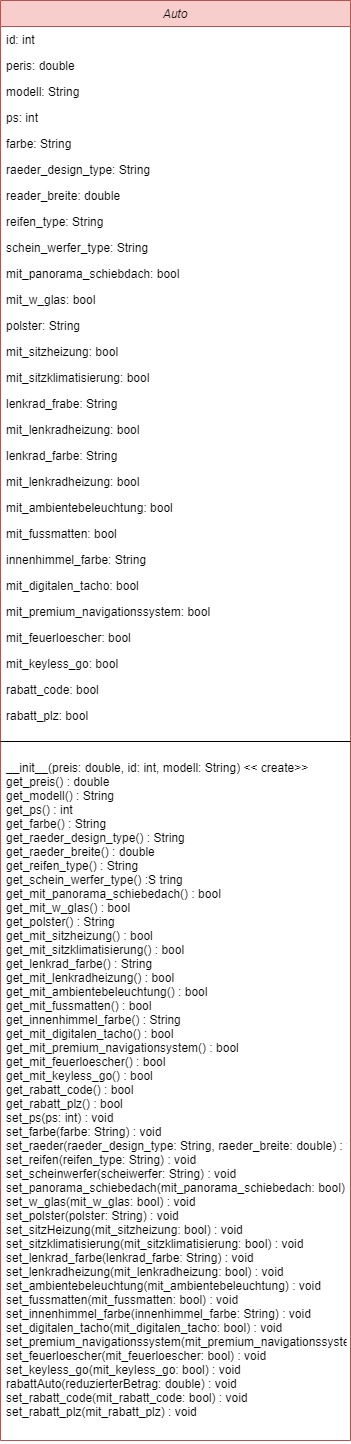 Auto
id: int
peris: double
modell: String
ps: int
farbe: String
raeder_design_type: String
reader_breite: double
reifen_type: String
schein_werfer_type: String
mit_panorama_schiebdach: bool
mit_w_glas: bool
polster: String
mit_sitzheizung: bool
mit_sitzklimatisierung: bool
lenkrad_frabe: String
mit_lenkradheizung: bool
lenkrad_farbe: String
mit_lenkradheizung: bool
mit_ambientebeleuchtung: bool
mit_fussmatten: bool
innenhimmel_farbe: String
mit_digitalen_tacho: bool
mit_premium_navigationssystem: bool
mit_feuerloescher: bool
mit_keyless_go: bool
rabatt_code: bool
rabatt_plz: bool
__init__(preis: double, id: int, modell: String) << create>>
get_preis() : double
get_modell() : String
get_ps() : int
get_farbe() : String
get_raeder_design_type() : String
get_raeder_breite() : double
get_reifen_type() : String
get_schein_werfer_type() :S tring
get_mit_panorama_schiebedach() : bool
get_mit_w_glas() : bool
get_polster() : String
get_mit_sitzheizung() : bool
get_mit_sitzklimatisierung() : bool
get_lenkrad_farbe() : String
get_mit_lenkradheizung() : bool
get_mit_ambientebeleuchtung() : bool
get_mit_fussmatten() : bool
get_innenhimmel_farbe() : String
get_mit_digitalen_tacho() : bool
get_mit_premium_navigationsystem() : bool
get_mit_feuerloescher() : bool
get_mit_keyless_go() : bool
get_rabatt_code() : bool
get_rabatt_plz() : bool
set_ps(ps: int) : void
set_farbe(farbe: String) : void
set_raeder(raeder_design_type: String, raeder_breite: double) :
set_reifen(reifen_type: String) : void
set_scheinwerfer(scheiwerfer: String) : void
set_panorama_schiebedach(mit_panorama_schiebedach: bool)
set_w_glas(mit_w_glas: bool) : void
set_polster(polster: String) : void
set_sitzHeizung(mit_sitzheizung: bool) : void
set_sitzklimatisierung(mit_sitzklimatisierung: bool) : void
set_lenkrad_farbe(lenkrad_farbe: String) : void
set_lenkradheizung(mit_lenkradheizung: bool) : void
set_ambientebeleuchtung(mit_ambientebeleuchtung) : void
set_fussmatten(mit_fussmatten: bool) : void
set_innenhimmel_farbe(innenhimmel_farbe: String) : void
set_digitalen_tacho(mit_digitalen_tacho: bool) : void
set_premium_navigationssystem(mit_premium_navigationssyste
set_feuerloescher(mit_feuerloescher: bool) : void
set_keyless_go(mit_keyless_go: bool) : void
rabattAuto(reduzierterBetrag: double) : void
set_rabatt_code(mit_rabatt_code: bool) : void
set_rabatt_plz(mit_rabatt_plz) : void